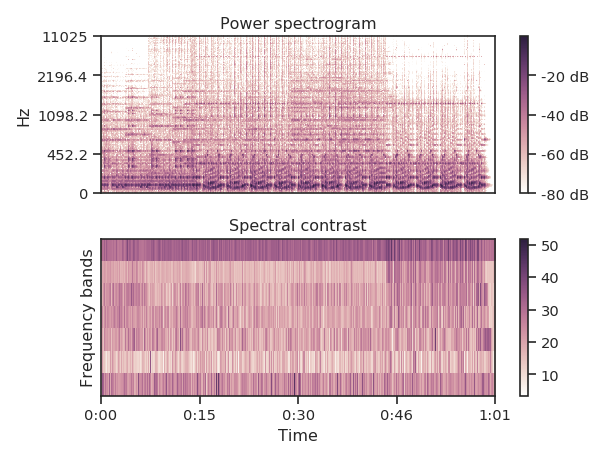 Power spectrogram
11025
2196.4
1098.2
452.2
0
Hz
-20 dB
-40 dB
-60 dB
-80 dB
Spectral contrast
Frequency bands
50
40
30
20
10
0:00
0:15
0:30
0:46
1:01
Time